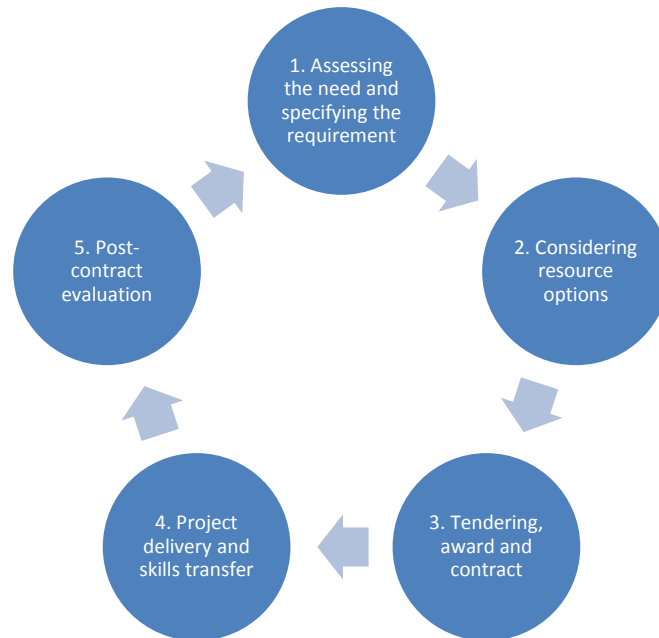 1. Assessing
the need and
specifying the
requirement
2. Considering
resource
options
3. Tendering,
award and
contract
4. Project
delivery and
skills transfer
5. Post-
contract
evaluation